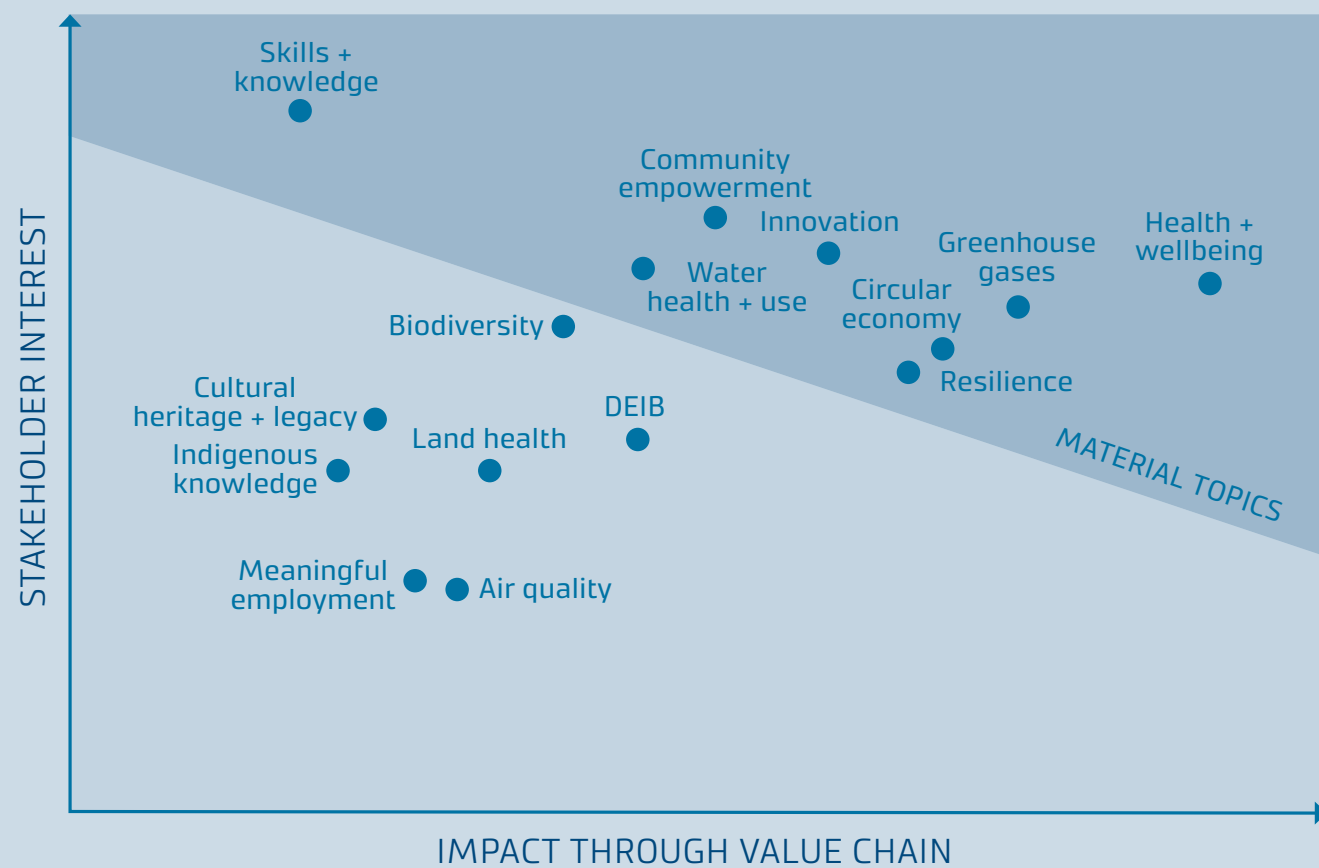 Skills +
knowledge
Community
empowerment
Innovation
Health +
wellbeing
Greenhouse
gases
Water
health + use
Circular
economy
Biodiversity
Resilience
Cultural
heritage + legacy
DEIB
Land health
Indigenous
knowledge
MATERIAL TOPICS
Meaningful
employment
Air quality
STAKEHOLDER INTEREST
IMPACT THROUGH VALUE CHAIN